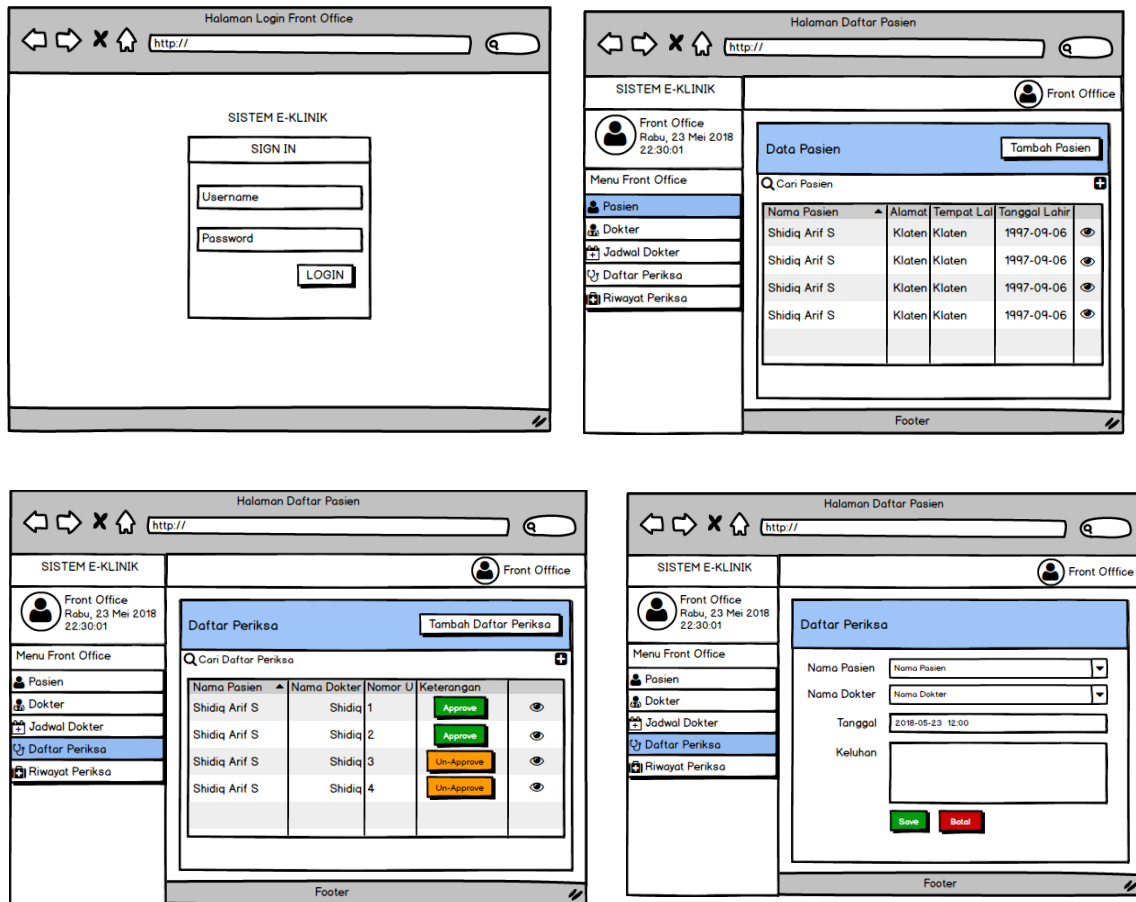 Halaman Login Front Office
http://
SISTEM E-KLINIK
SIGN IN
Username
Password
LOGIN
Halaman Daftar Pasien
http://
SISTEM E-KLINIK
Front Offfice
Front Office
Rabu, 23 Mei 2018
22:30:01
Menu Front Office
Pasien
Dokter
Jadwal Dokter
Daftar Periksa
Riwayat Periksa
Data Pasien
Tambah Pasien
Cari Pasien
Nama Pasien Alamat Tempat Lal Tanggal Lahir
Shidiq Arif S Klaten Klaten 1997-09-06
Shidiq Arif S Klaten Klaten 1997-09-06
Shidiq Arif S Klaten Klaten 1997-09-06
Shidiq Arif S Klaten Klaten 1997-09-06
Footer
Halaman Daftar Pasien
http://
SISTEM E-KLINIK
Front Offfice
Front Office
Rabu, 23 Mei 2018
22:30:01
Menu Front Office
Pasien
Dokter
Jadwal Dokter
Daftar Periksa
Riwayat Periksa
Daftar Periksa
Tambah Daftar Periksa
Cari Daftar Periksa
Nama Pasien Nama Dokter Nomor U Keterangan
Shidiq Arif S Shidiq 1 Approve
Shidiq Arif S Shidiq 2 Approve
Shidiq Arif S Shidiq 3 Un-Approve
Shidiq Arif S Shidiq 4 Un-Approve
Footer
Halaman Daftar Pasien
http://
SISTEM E-KLINIK
Front Offfice
Front Office
Rabu, 23 Mei 2018
22:30:01
Menu Front Office
Pasien
Dokter
Jadwal Dokter
Daftar Periksa
Riwayat Periksa
Daftar Periksa
Nama Pasien Nama Pasien
Nama Dokter Nama Dokter
Tanggal 2018-05-23 12:00
Keluhan
Save Batal
Footer